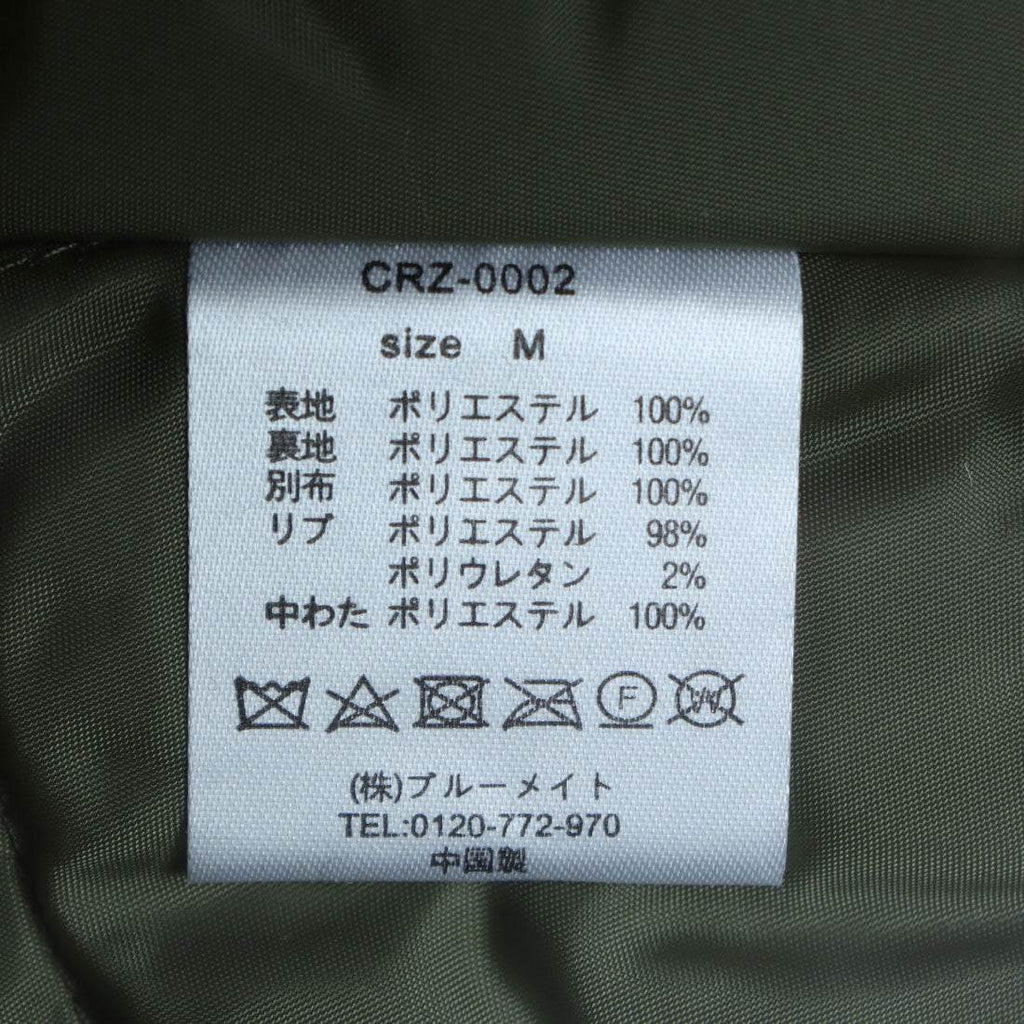 CRZ-0002
size M
表地 ポリエステル 100%
裏地 ポリエステル 100%
別布 ポリエステル 100%
リブ ポリエステル 98%
ポリウレタン 2%
中わた ポリエステル 100%
F W
(株)ブルーメイト
TEL:0120-772-970
中国製